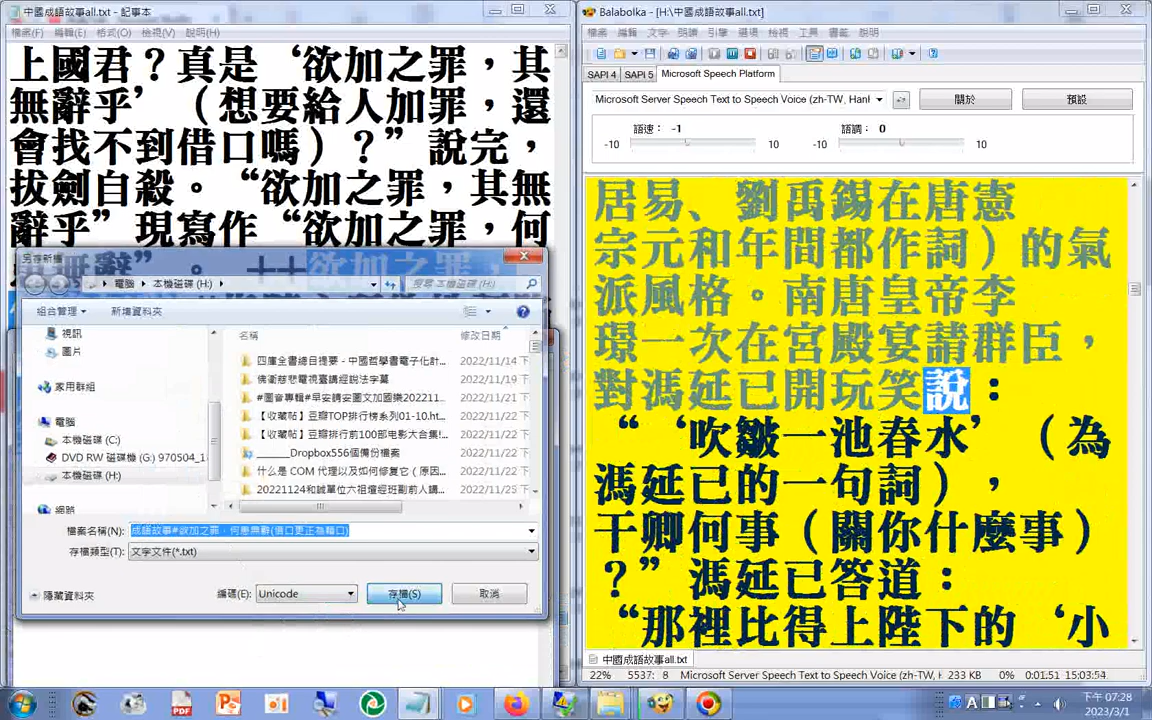 中國成語故事all.txt - 記事本
檔案(F) 編輯(E) 格式(O) 檢視(V) 說明(H)
上國君？真是‘欲加之罪，其
無辭乎’（想要給人加罪，還
會找不到借口嗎）？”說完，
拔劍自殺。“欲加之罪，其無
辭乎”現寫作“欲加之罪，何
另存新檔
電腦 本機磁碟 (H:)
搜尋 本機磁碟 (H:)
組合管理 新增資料夾
視訊
圖片
家用群組
電腦
本機磁碟 (C:)
DVD RW 磁碟機 (G:) 970504_1
本機磁碟 (H:)
網路
名稱 修改日期
四庫全書總目提要 - 中國哲學書電子化計... 2022/11/14
佛衛慈悲電視臺講經說法字幕 2022/11/19
#圖音專輯#早安請安圖文加國樂202211... 2022/11/22
【收藏帖】豆瓣TOP排行榜系列01-10.ht... 2022/11/22
【收藏帖】豆瓣排行前100部电影大合集!... 2022/11/22
_______Dropbox556個備份檔案 2022/11/22
什么是 COM 代理以及如何修复它（原因... 2022/11/25
20221124和誠單位六祖壇經班副前人講... 2022/11/25
檔案名稱(N): 成語故事#欲加之罪，何患無辭(借口更正為藉口)
存檔類型(T): 文字文件(*.txt)
隱藏資料夾 編碼(E): Unicode 存檔(S) 取消
Balabolka - [H:\中國成語故事all.txt]
檔案 編輯 文字 朗讀 引擎 選項 檢視 工具 書籤 說明
SAPI 4 SAPI 5 Microsoft Speech Platform
Microsoft Server Speech Text to Speech Voice (zh-TW, Hanl 關於 預設
語速： -1 語調： 0
-10 10 -10 10
居易、劉禹錫在唐憲
宗元和年間都作詞）的氣
派風格。南唐皇帝李
璟一次在宮殿宴請群臣，
對馮延已開玩笑說：
“‘吹皺一池春水’（為
馮延已的一句詞），
干卿何事（關你什麼事）
？”馮延已答道：
“那裡比得上陛下的‘小
中國成語故事all.txt
22% 5537: 8 Microsoft Server Speech Text to Speech Voice (zh-TW, 233 KB 0% 0:01:51 15:03:54
下午 07:28
2023/3/1